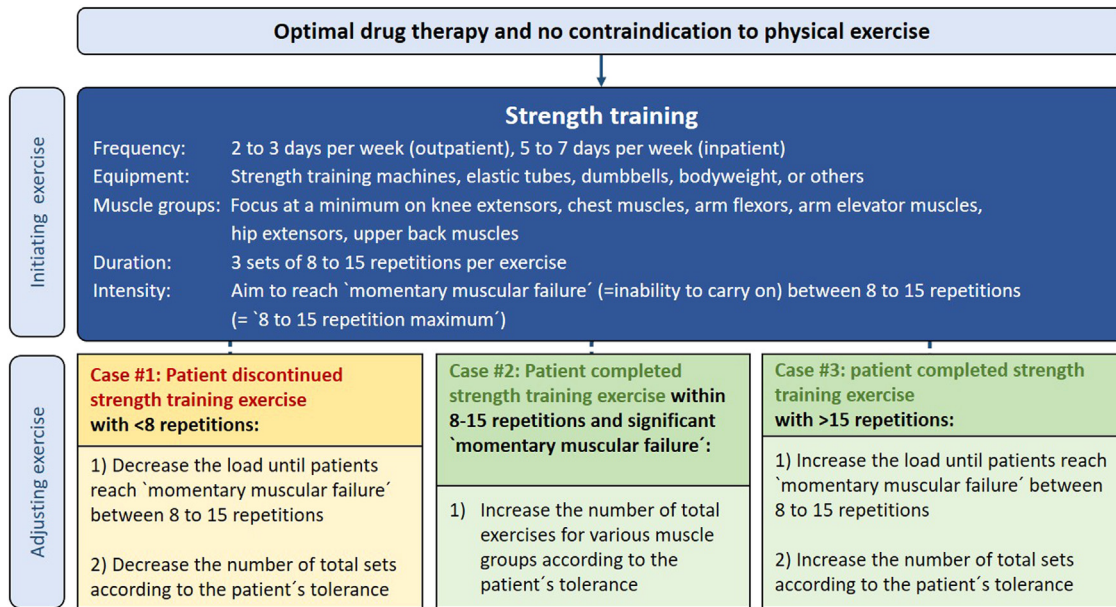 Optimal drug therapy and no contraindication to physical exercise
Initiating exercise
Strength training
Frequency: 2 to 3 days per week (outpatient), 5 to 7 days per week (inpatient)
Equipment: Strength training machines, elastic tubes, dumbbells, bodyweight, or others
Muscle groups: Focus at a minimum on knee extensors, chest muscles, arm flexors, arm elevator muscles,
hip extensors, upper back muscles
Duration: 3 sets of 8 to 15 repetitions per exercise
Intensity: Aim to reach `momentary muscular failure´ (=inability to carry on) between 8 to 15 repetitions
(= `8 to 15 repetition maximum´)
Adjusting exercise
Case #1: Patient discontinued
strength training exercise
with <8 repetitions:
1) Decrease the load until patients
reach `momentary muscular failure´
between 8 to 15 repetitions
2) Decrease the number of total sets
according to the patient´s tolerance
Case #2: Patient completed
strength training exercise within
8-15 repetitions and significant
`momentary muscular failure´:
1) Increase the number of total
exercises for various muscle
groups according to the
patient´s tolerance
Case #3: patient completed strength
training exercise
with >15 repetitions:
1) Increase the load until patients reach
`momentary muscular failure´ between
8 to 15 repetitions
2) Increase the number of total sets
according to the patient´s tolerance